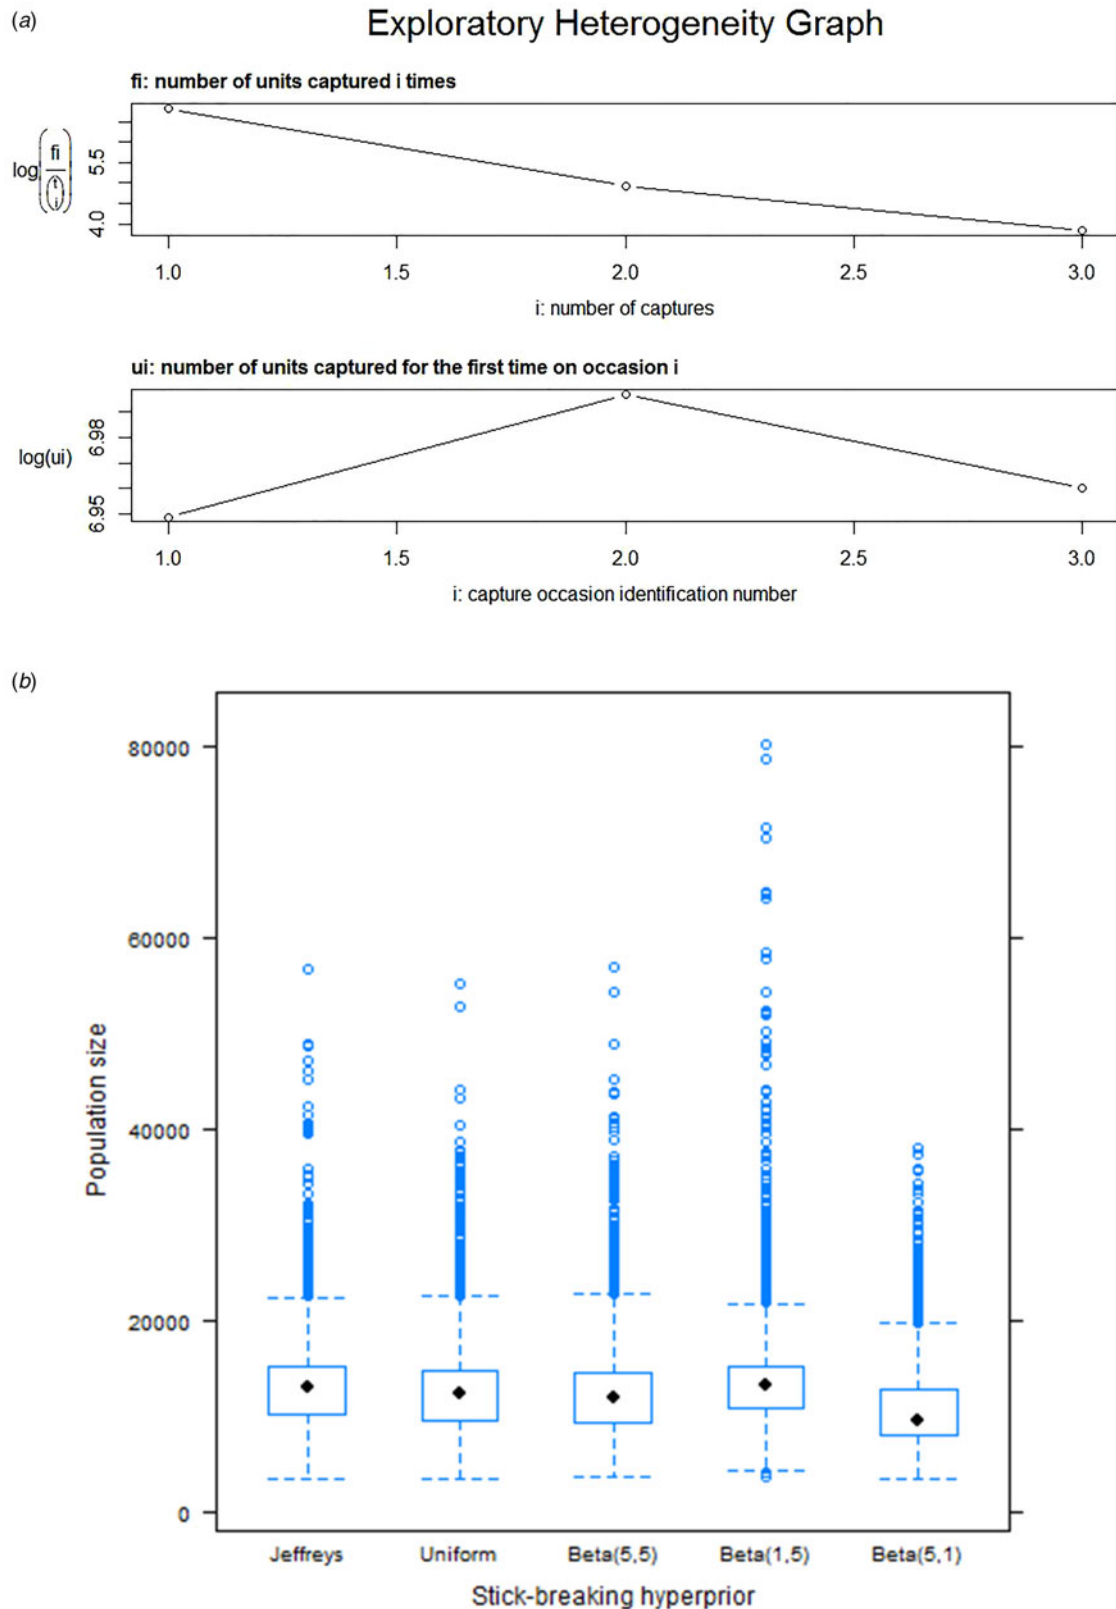 (a)
Exploratory Heterogeneity Graph
fi: number of units captured i times
log(fi/(t i))
5.5
4.0
1.0 1.5 2.0 2.5 3.0
i: number of captures
ui: number of units captured for the first time on occasion i
log(ui)
6.98
6.95
1.0 1.5 2.0 2.5 3.0
i: capture occasion identification number
(b)
80000
60000
40000
20000
0
Population size
Jeffreys Uniform Beta(5,5) Beta(1,5) Beta(5,1)
Stick-breaking hyperprior